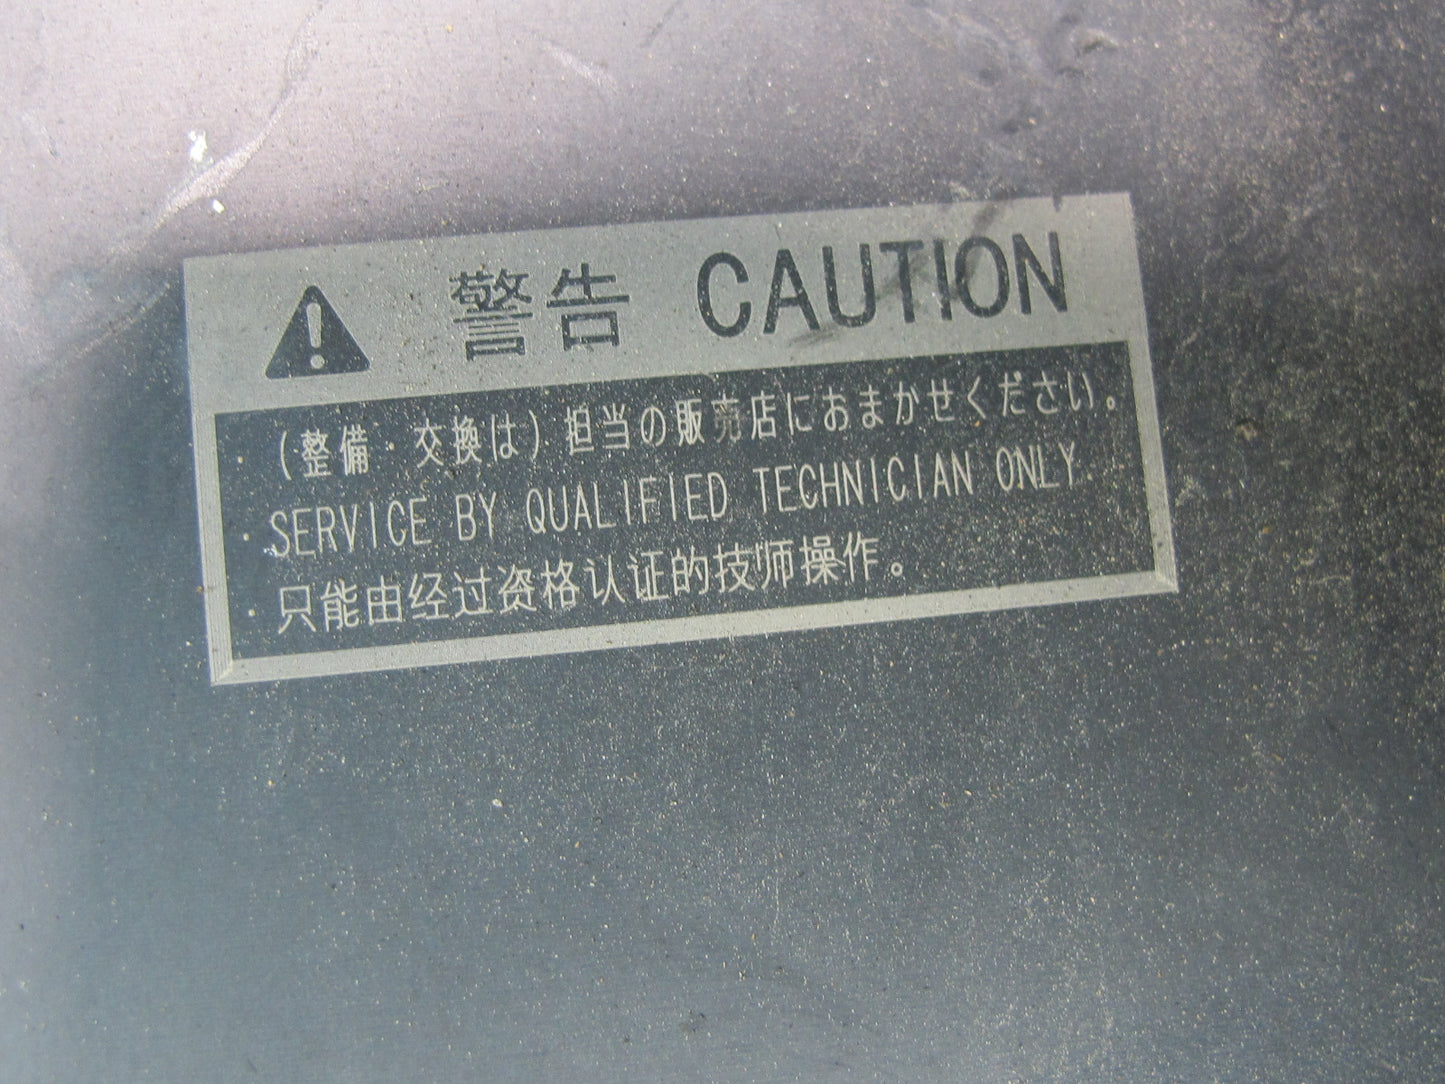 警告 CAUTION
・(整備・交換は)担当の販売店におまかせください。
・SERVICE BY QUALIFIED TECHNICIAN ONLY.
・只能由经过资格认证的技师操作。